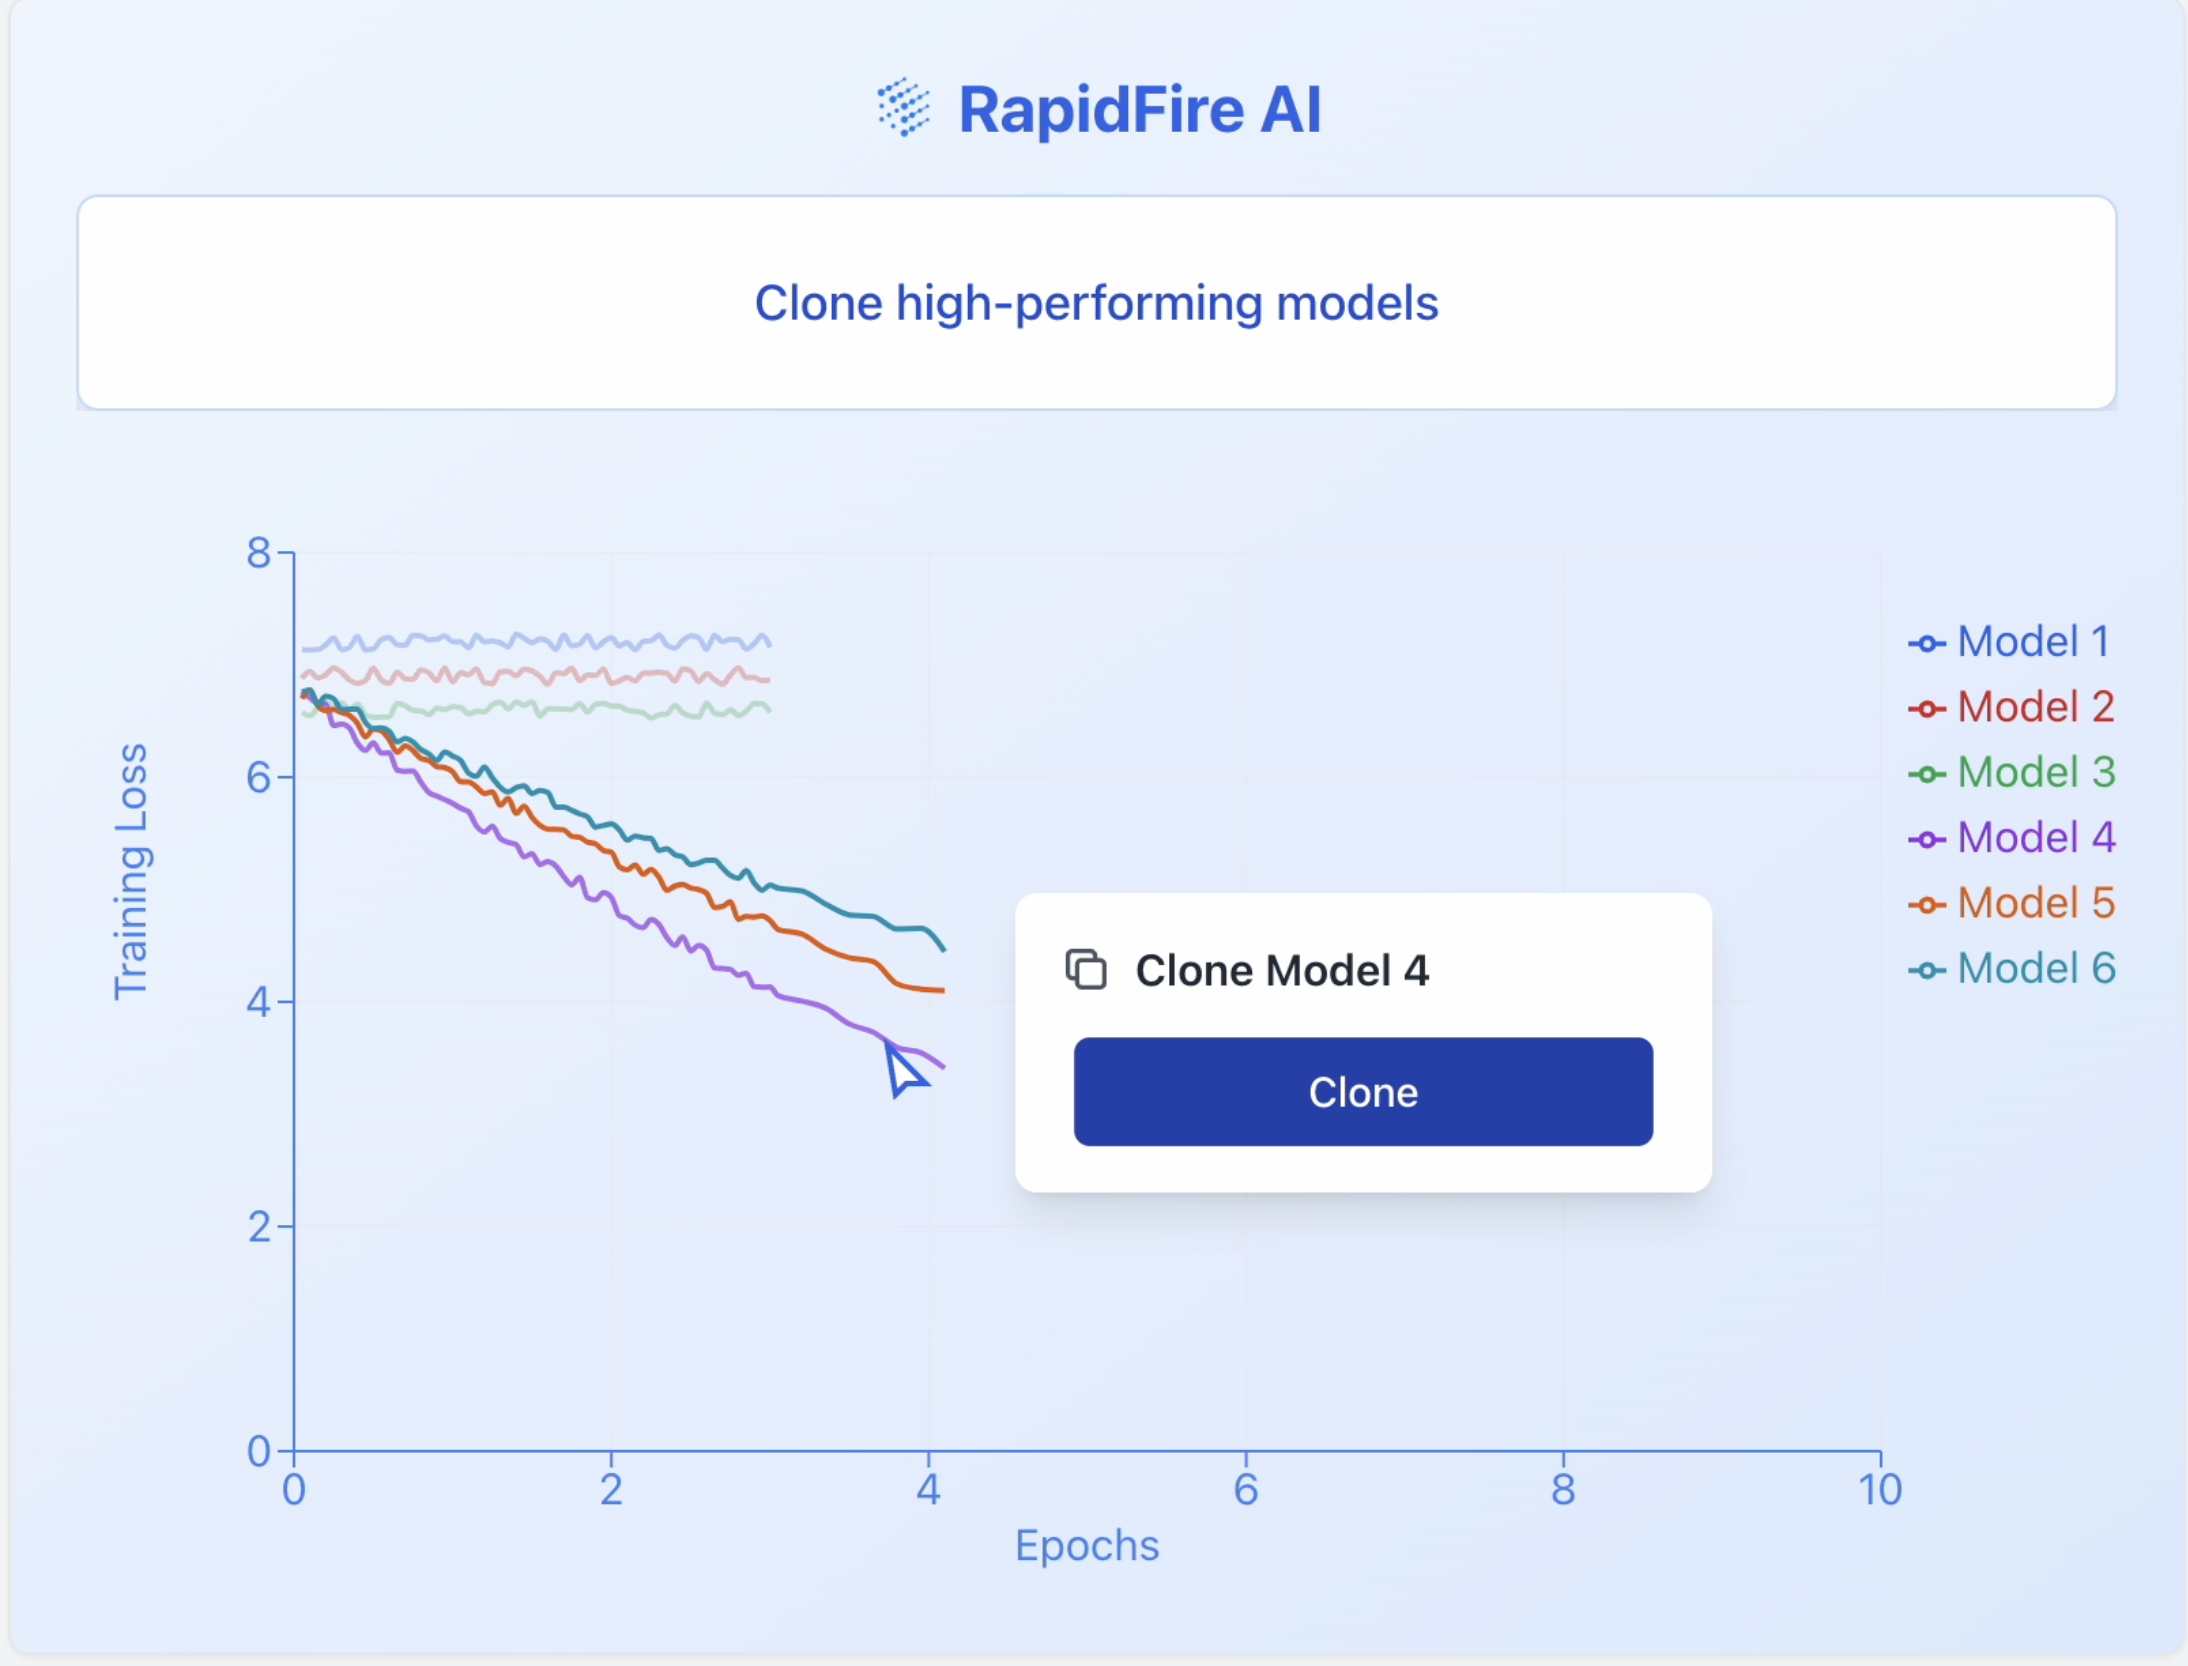 RapidFire AI
Clone high-performing models
8
6
4
2
0
Training Loss
0 2 4 6 8 10
Epochs
Clone Model 4
Clone
Model 1
Model 2
Model 3
Model 4
Model 5
Model 6